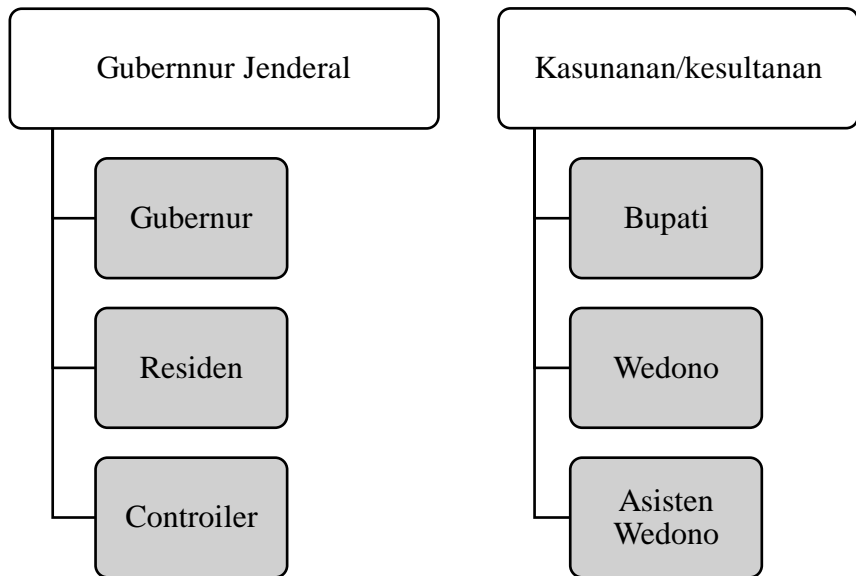 Gubernnur Jenderal
Gubernur
Residen
Controiler
Kasunanan/kesultanan
Bupati
Wedono
Asisten
Wedono